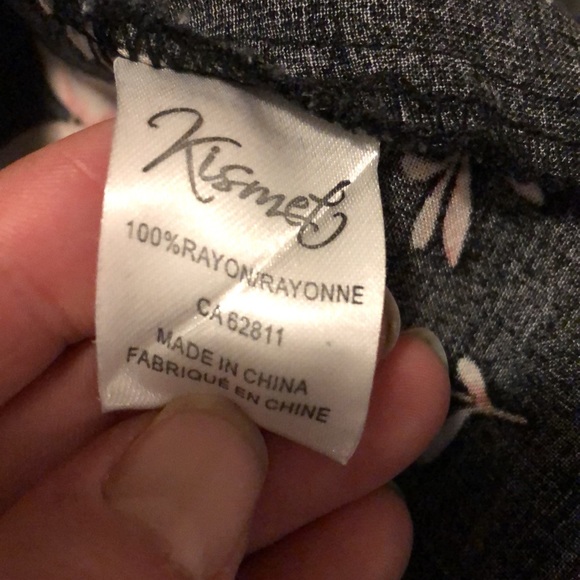 Kismet
100%RAYON/RAYONNE
CA 62811
MADE IN CHINA
FABRIQUÉ EN CHINE